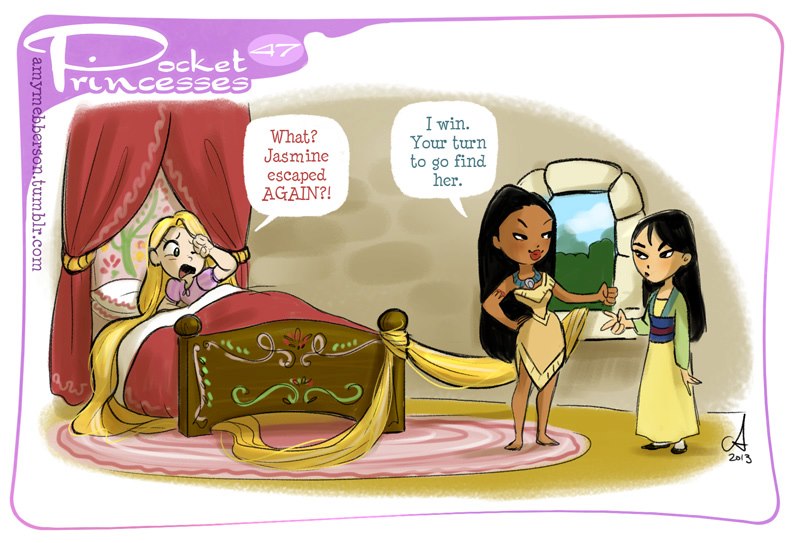 Pocket
Princesses
47
amymebberson.tumblr.com
What?
Jasmine
escaped
AGAIN?!
I win.
Your turn
to go find
her.
A
2013